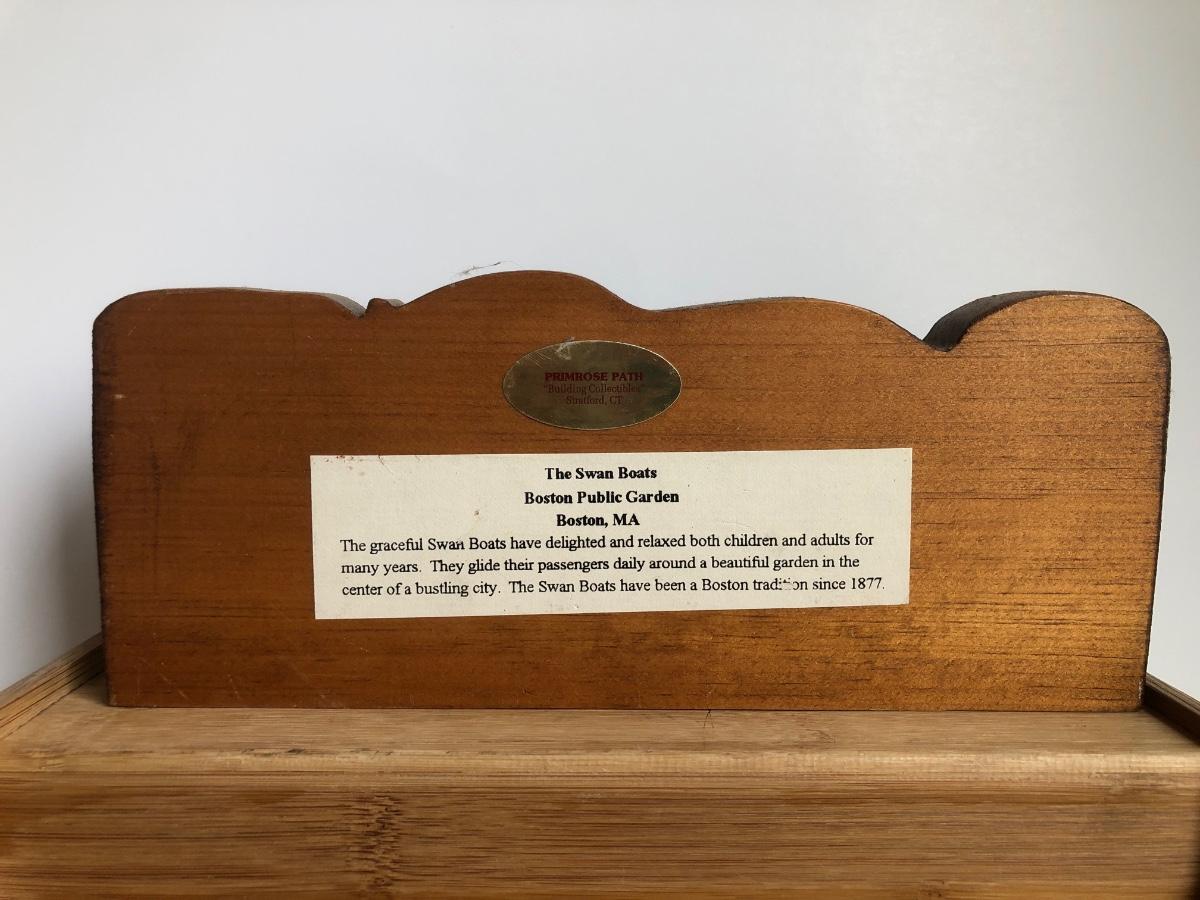 PRIMROSE PATH
"Building Collectibles"
Stratford, CT
The Swan Boats
Boston Public Garden
Boston, MA
The graceful Swan Boats have delighted and relaxed both children and adults for
many years. They glide their passengers daily around a beautiful garden in the
center of a bustling city. The Swan Boats have been a Boston tradition since 1877.